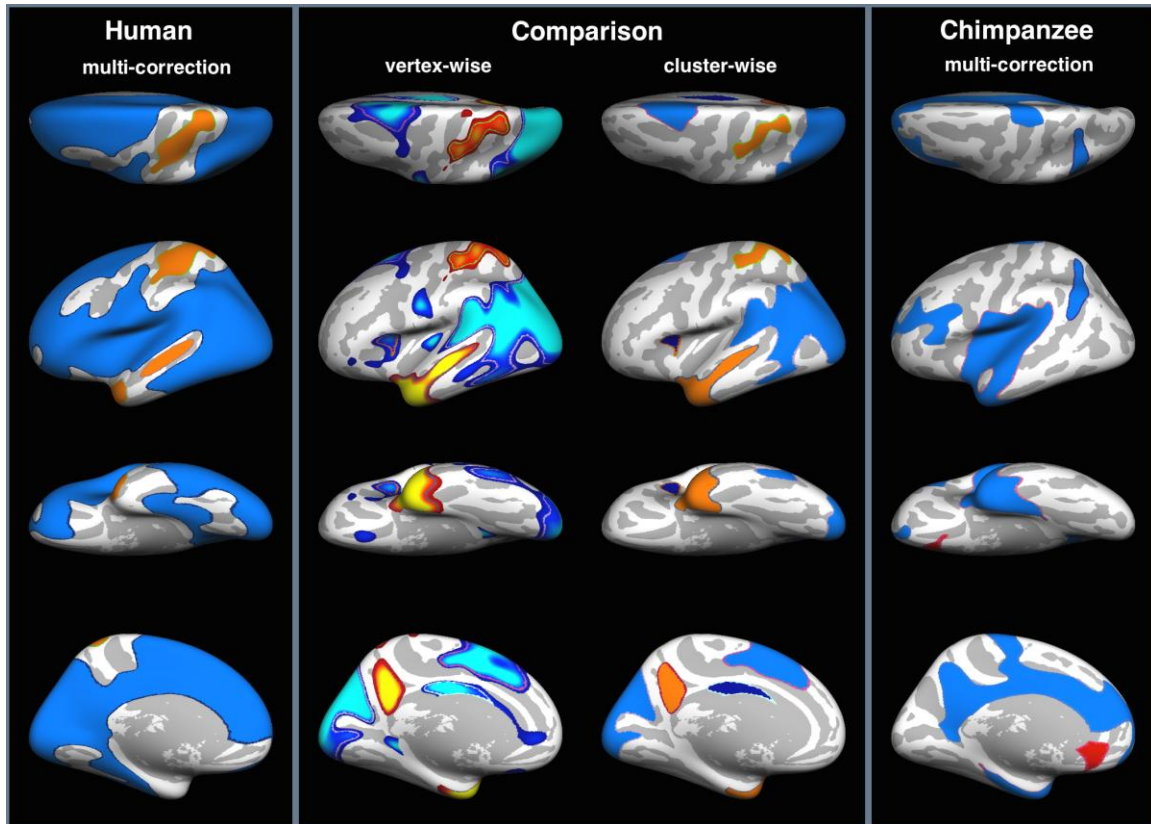 Human
multi-correction
Comparison
vertex-wise
cluster-wise
Chimpanzee
multi-correction